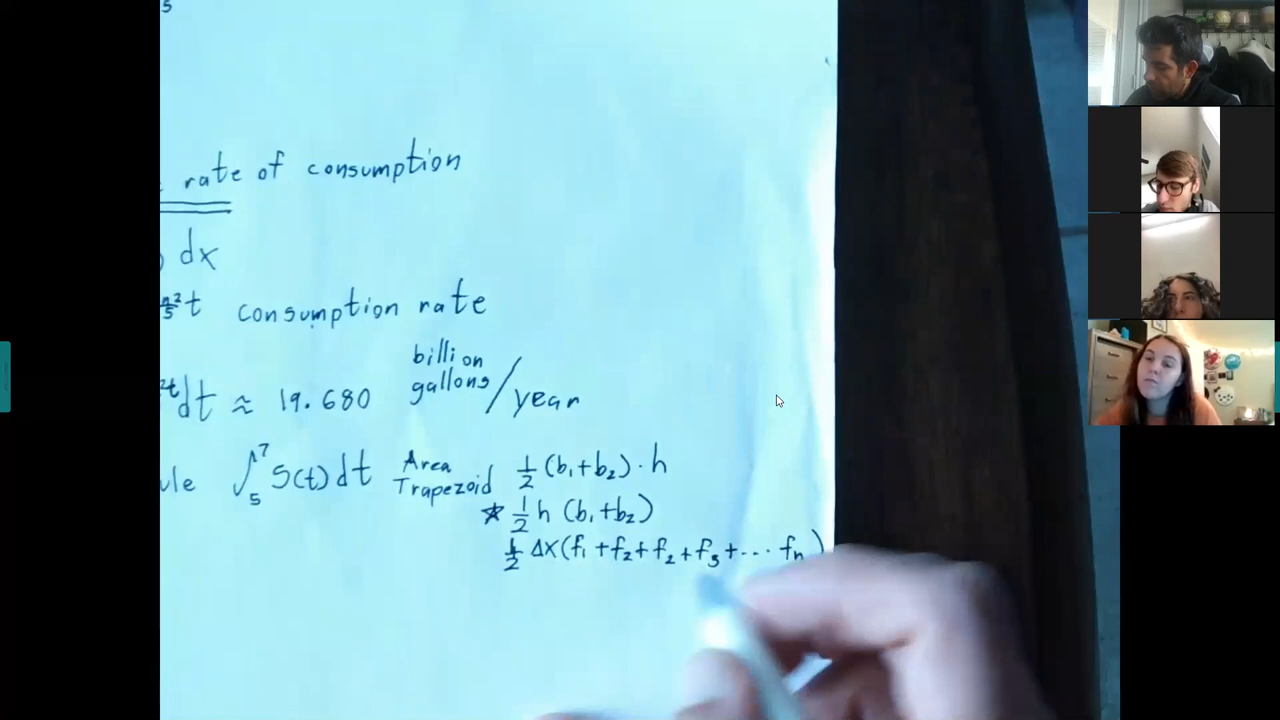 5
rate of consumption
dx
t consumption rate
billion
gallons/year
dt ≈ 19.680
∫₅⁷ S(t) dt Area
Trapezoid ½ (b₁+b₂)·h
☆ ½ h (b₁+b₂)
½ Δx(f₁+f₂+f₂+f₃+... fₙ)